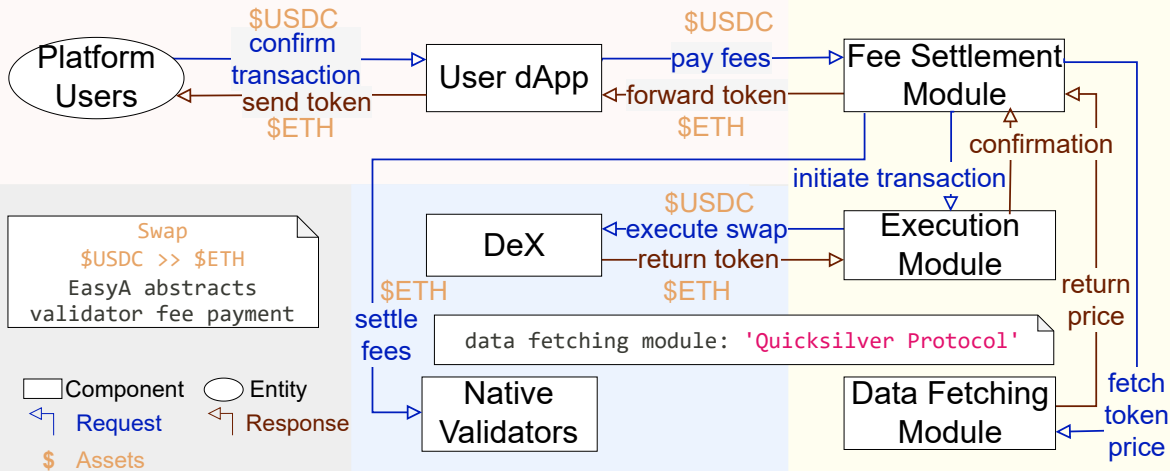 $USDC
confirm
transaction
send token
$ETH
Platform
Users
User dApp
$USDC
pay fees
forward token
$ETH
Fee Settlement
Module
confirmation
initiate transaction
Swap
$USDC >> $ETH
EasyA abstracts
validator fee payment
DeX
$USDC
execute swap
return token
$ETH
Execution
Module
$ETH
settle
fees
return
price
data fetching module: 'Quicksilver Protocol'
Native
Validators
Data Fetching
Module
fetch
token
price
Component
Entity
Request
Response
$ Assets